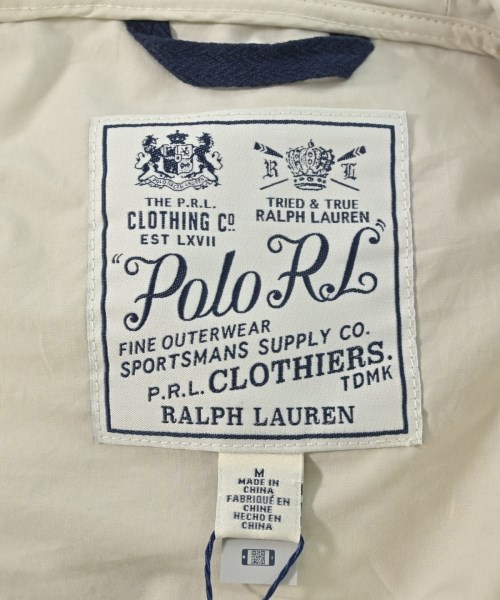 R L
THE P.R.L.
CLOTHING CO.
EST LXVII
TRIED & TRUE
RALPH LAUREN
"Polo RL"
FINE OUTERWEAR
SPORTSMANS SUPPLY CO.
P.R.L. CLOTHIERS.
TDMK
RALPH LAUREN
M
MADE IN
CHINA
FABRIQUÉ EN
CHINE
HECHO EN
CHINA